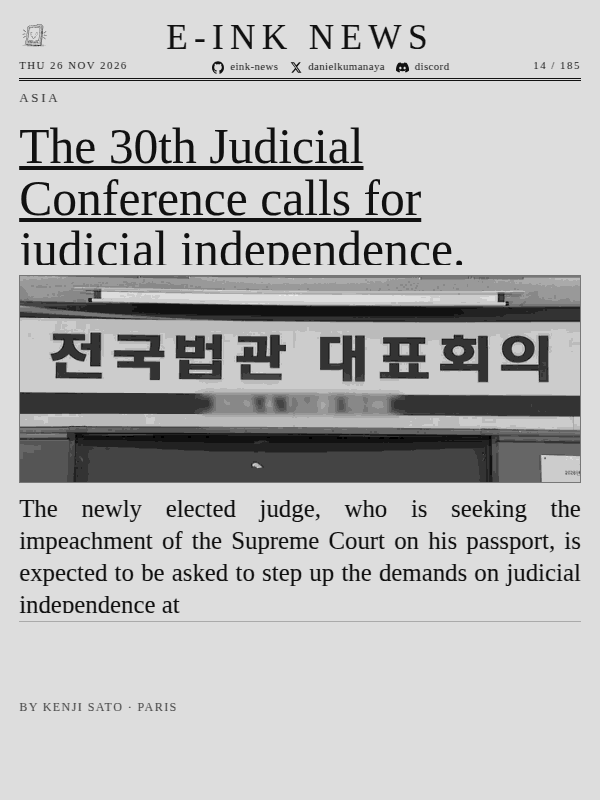 E-INK NEWS
THU 26 NOV 2026
eink-news danielkumanaya discord
14 / 185
ASIA
The 30th Judicial
Conference calls for
judicial independence.
전국법관 대표회의
The newly elected judge, who is seeking the
impeachment of the Supreme Court on his passport, is
expected to be asked to step up the demands on judicial
independence at
BY KENJI SATO · PARIS